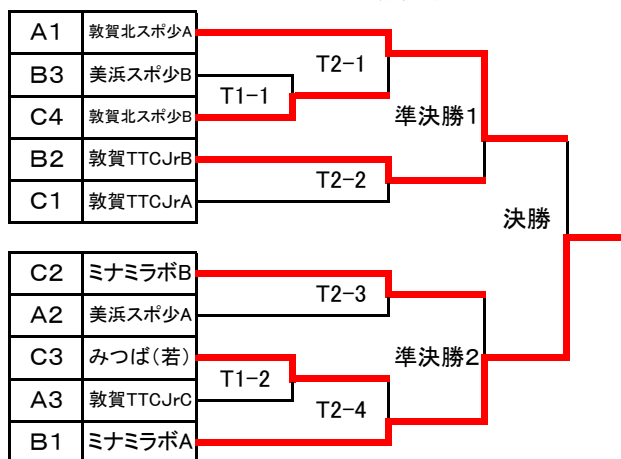 A1 敦賀北スポ少A
B3 美浜スポ少B
C4 敦賀北スポ少B
B2 敦賀TTCJrB
C1 敦賀TTCJrA
T1-1
T2-1
T2-2
準決勝1
決勝
C2 ミナミラボB
A2 美浜スポ少A
C3 みつば(若)
A3 敦賀TTCJrC
B1 ミナミラボA
T2-3
T1-2
T2-4
準決勝2